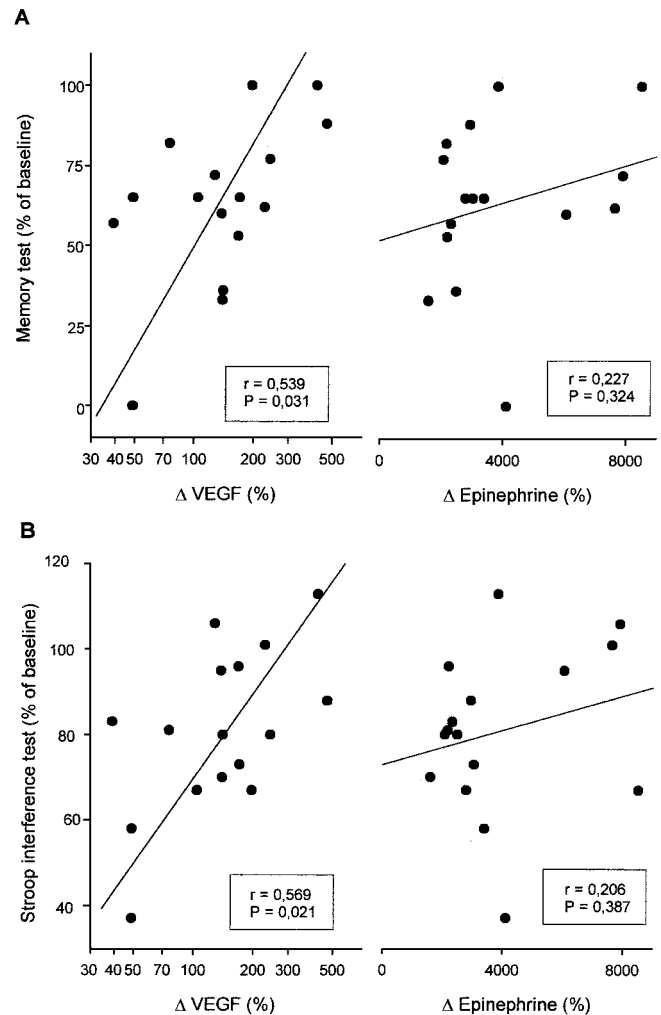 A
Memory test (% of baseline)
100
75
50
25
0
r = 0,539
P = 0,031
r = 0,227
P = 0,324
30 40 50 70 100 200 300 500
0 4000 8000
Δ VEGF (%)
Δ Epinephrine (%)
B
Stroop interference test (% of baseline)
120
100
80
60
40
r = 0,569
P = 0,021
r = 0,206
P = 0,387
30 40 50 70 100 200 300 500
0 4000 8000
Δ VEGF (%)
Δ Epinephrine (%)